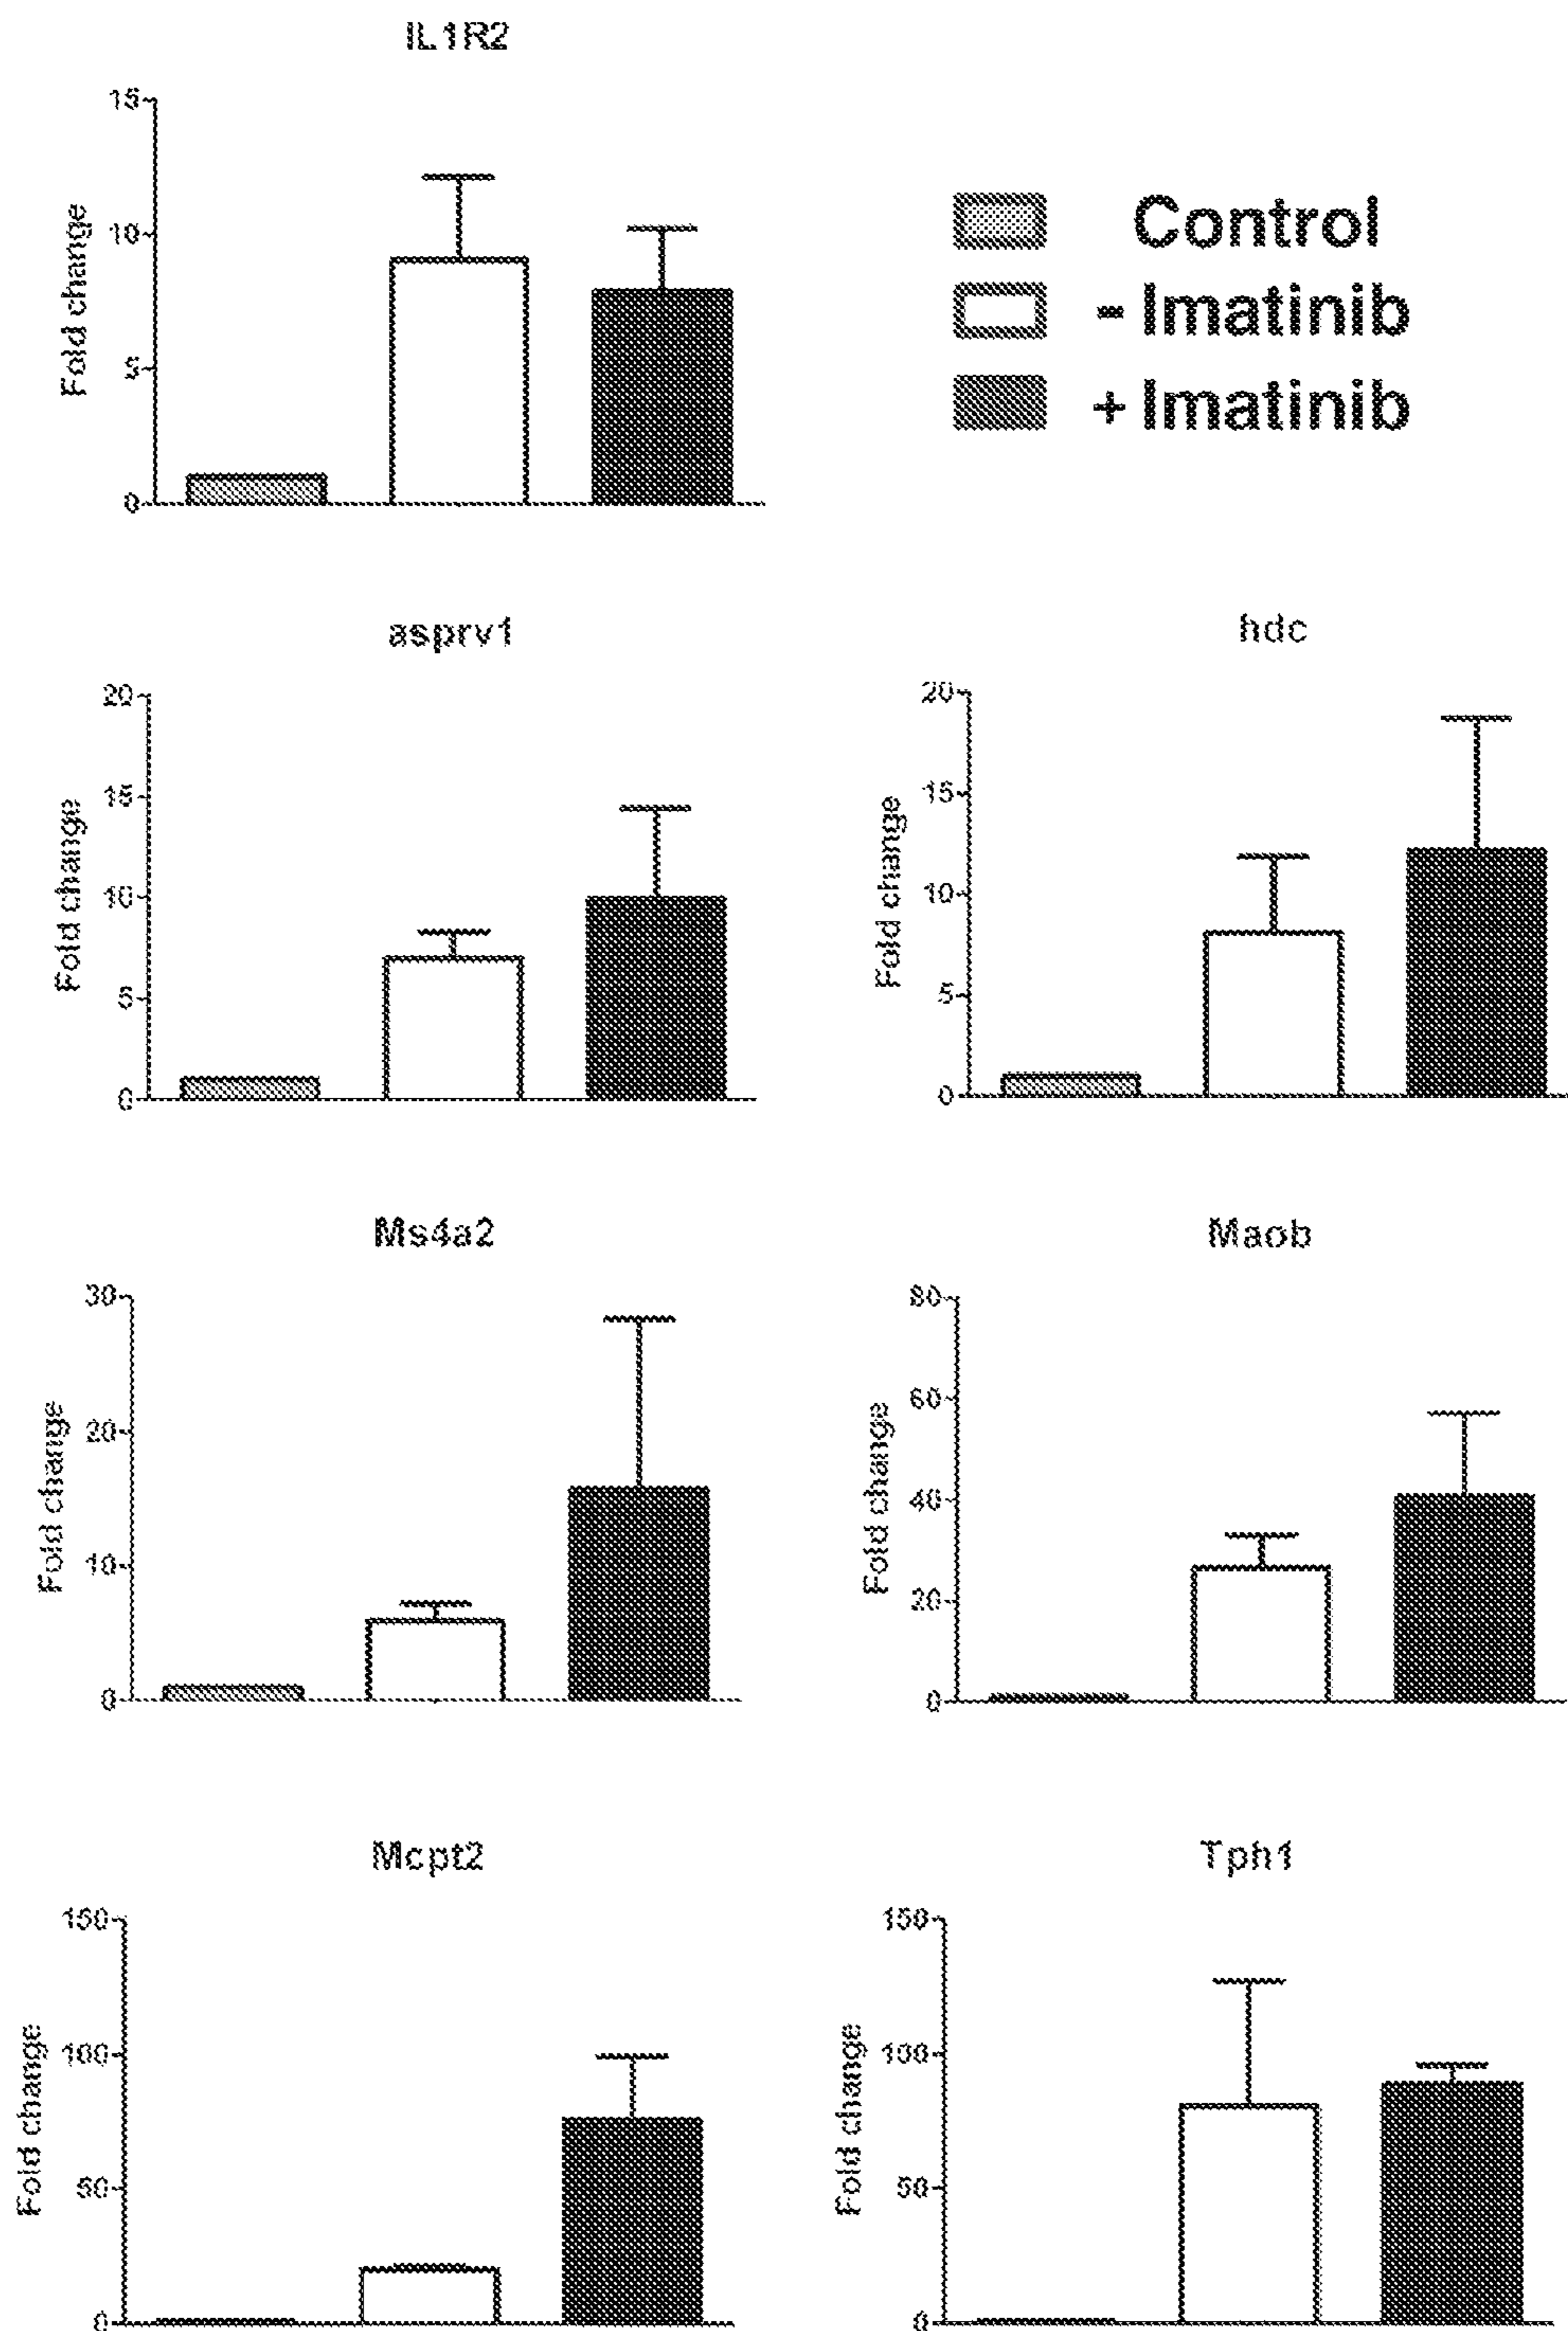 IL1R2
15
10
5
0
Fold change
Control
- Imatinib
+ Imatinib
asprv1
20
15
10
5
0
Fold change
hdc
20
15
10
5
0
Fold change
Ms4a2
30
20
10
0
Fold change
Maob
80
60
40
20
0
Fold change
Mcpt2
150
100
50
0
Fold change
Tph1
150
100
50
0
Fold change